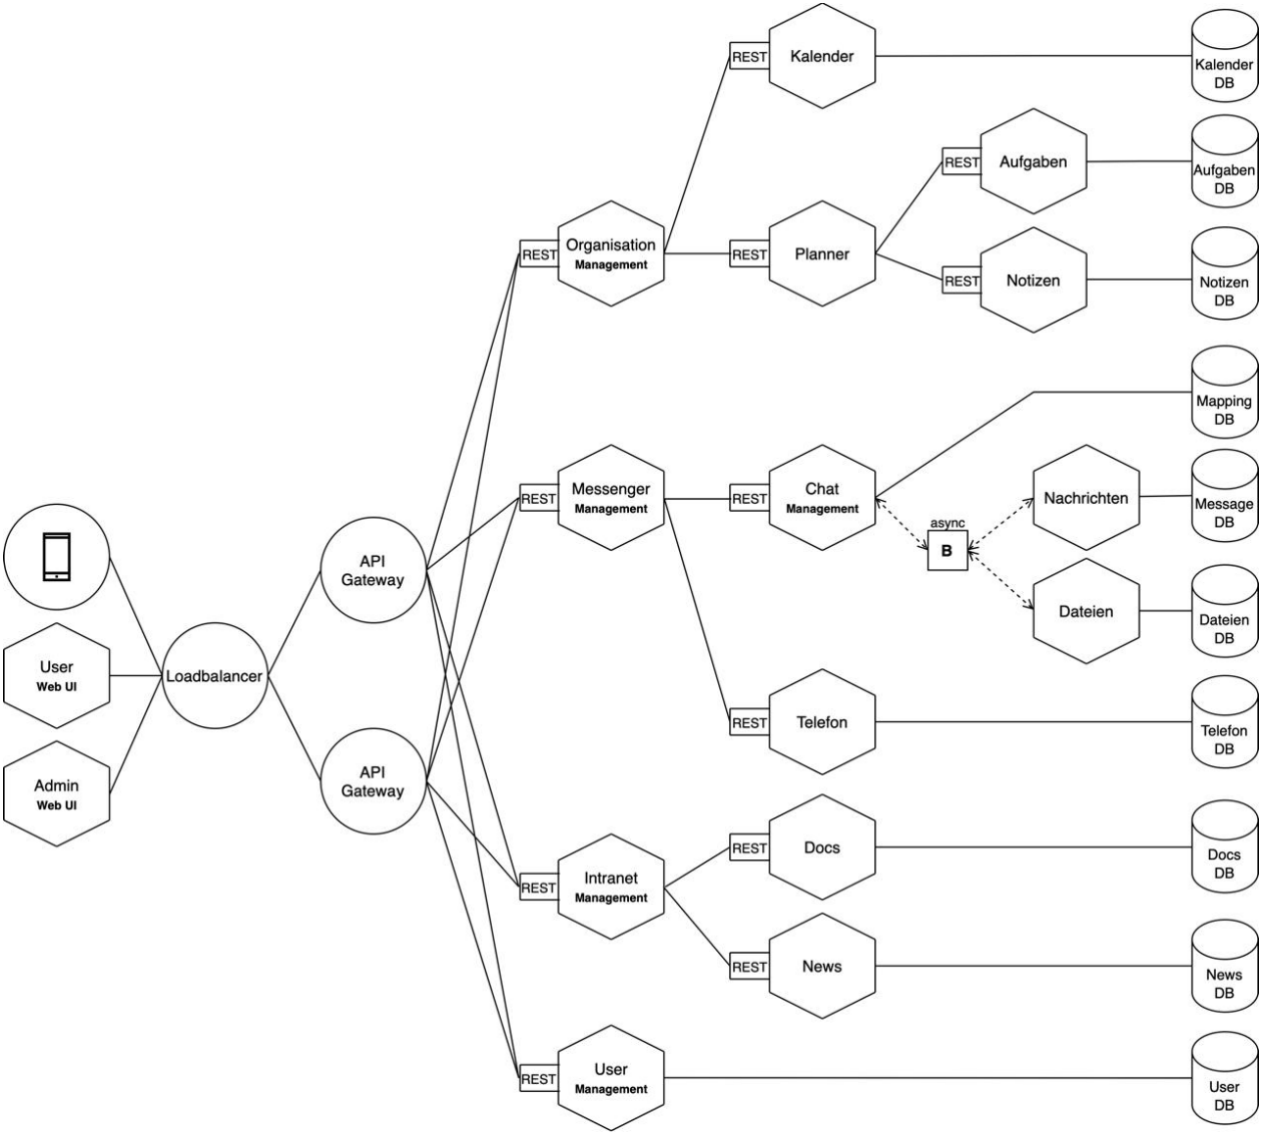 REST
Kalender
Kalender
DB
REST
Aufgaben
Aufgaben
DB
REST
Organisation
Management
REST
Planner
REST
Notizen
Notizen
DB
Mapping
DB
REST
Messenger
Management
REST
Chat
Management
async
B
Nachrichten
Message
DB
API
Gateway
Dateien
Dateien
DB
User
Web UI
Loadbalancer
REST
Telefon
Telefon
DB
Admin
Web UI
API
Gateway
REST
Docs
Docs
DB
REST
Intranet
Management
REST
News
News
DB
REST
User
Management
User
DB